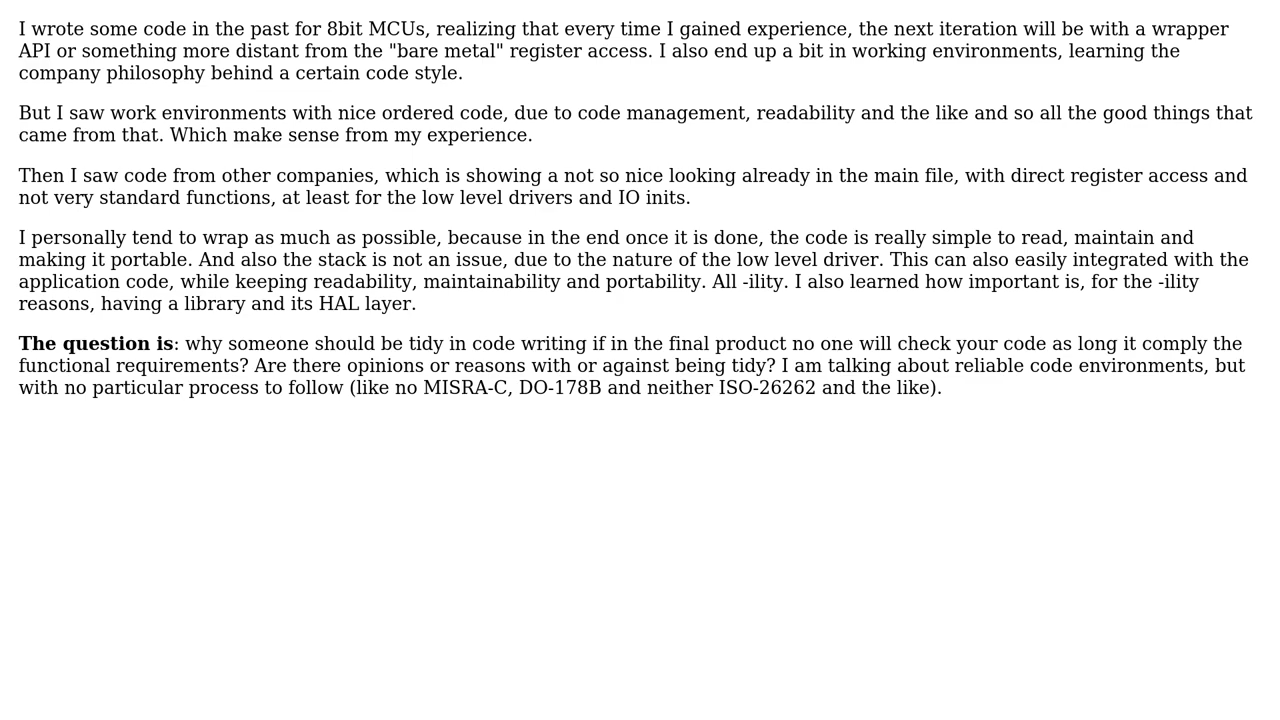 I wrote some code in the past for 8bit MCUs, realizing that every time I gained experience, the next iteration will be with a wrapper
API or something more distant from the "bare metal" register access. I also end up a bit in working environments, learning the
company philosophy behind a certain code style.
But I saw work environments with nice ordered code, due to code management, readability and the like and so all the good things that
came from that. Which make sense from my experience.
Then I saw code from other companies, which is showing a not so nice looking already in the main file, with direct register access and
not very standard functions, at least for the low level drivers and IO inits.
I personally tend to wrap as much as possible, because in the end once it is done, the code is really simple to read, maintain and
making it portable. And also the stack is not an issue, due to the nature of the low level driver. This can also easily integrated with the
application code, while keeping readability, maintainability and portability. All -ility. I also learned how important is, for the -ility
reasons, having a library and its HAL layer.
The question is: why someone should be tidy in code writing if in the final product no one will check your code as long it comply the
functional requirements? Are there opinions or reasons with or against being tidy? I am talking about reliable code environments, but
with no particular process to follow (like no MISRA-C, DO-178B and neither ISO-26262 and the like).